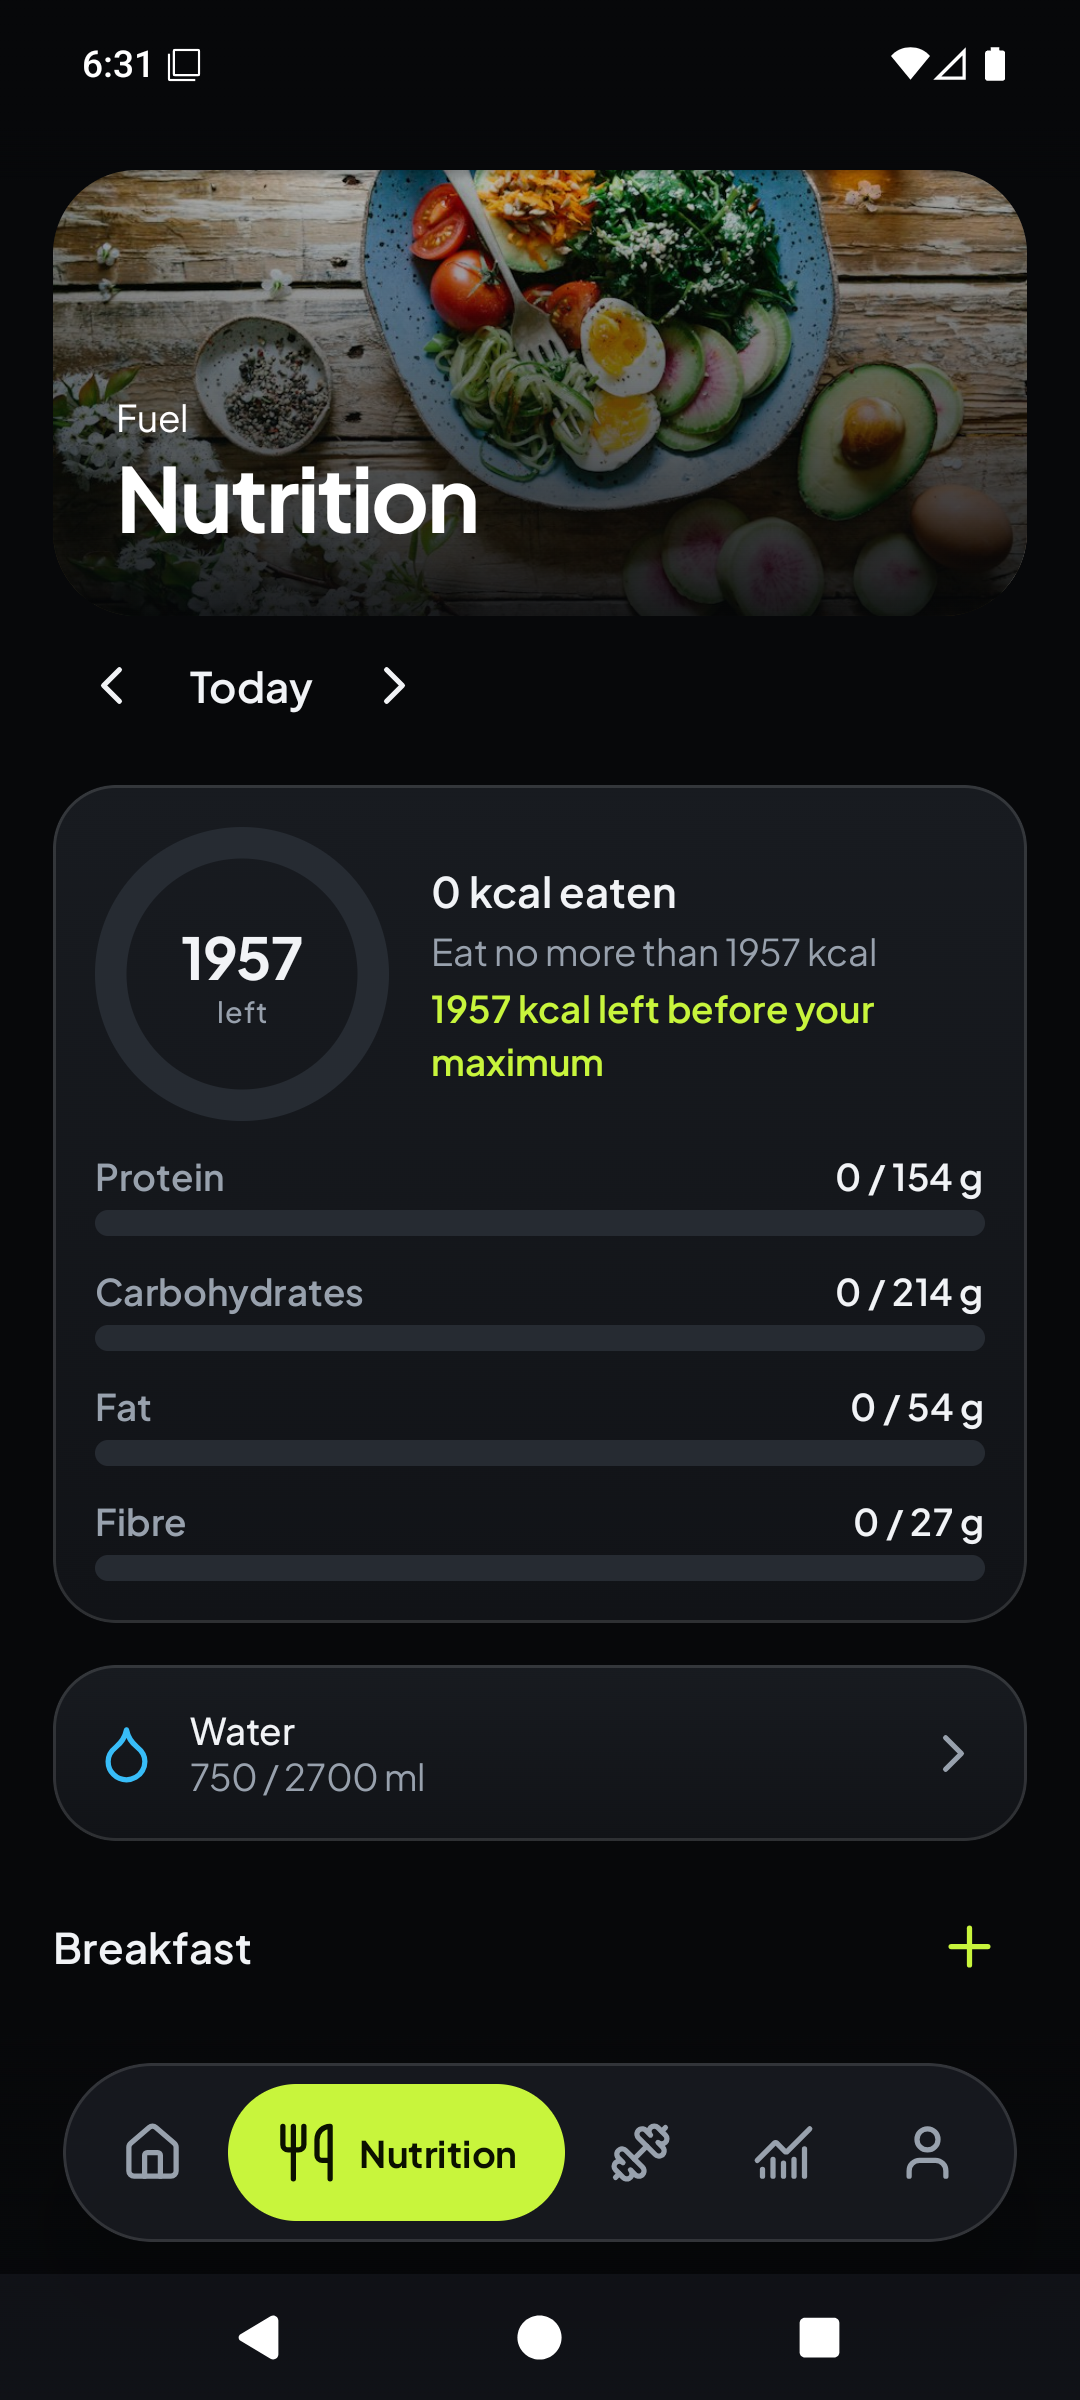 6:31
Fuel
Nutrition
Today
1957
left
0 kcal eaten
Eat no more than 1957 kcal
1957 kcal left before your
maximum
Protein 0 / 154 g
Carbohydrates 0 / 214 g
Fat 0 / 54 g
Fibre 0 / 27 g
Water
750 / 2700 ml
Breakfast
Nutrition